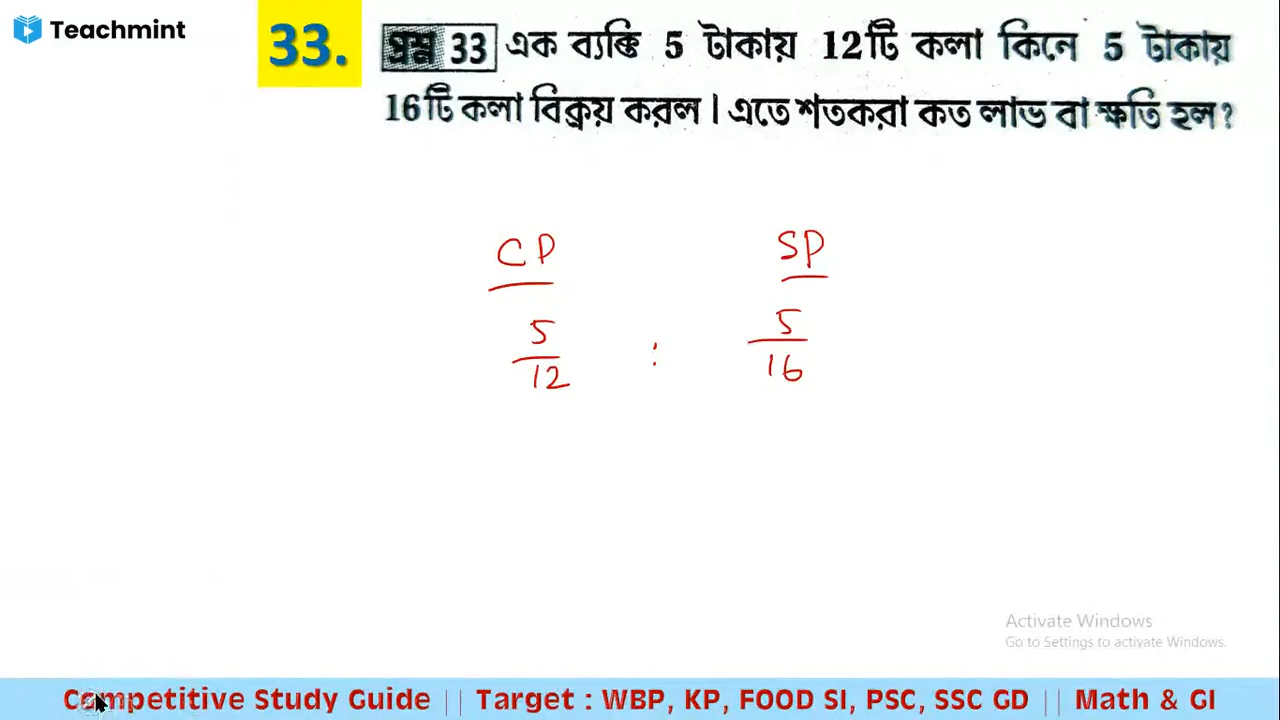 Teachmint
33.
প্রশ্ন 33 এক ব্যক্তি 5 টাকায় 12টি কলা কিনে 5 টাকায়
16টি কলা বিক্রয় করল। এতে শতকরা কত লাভ বা ক্ষতি হল?
CP SP
5/12 : 5/16
Activate Windows
Go to Settings to activate Windows.
Competitive Study Guide || Target : WBP, KP, FOOD SI, PSC, SSC GD || Math & GI